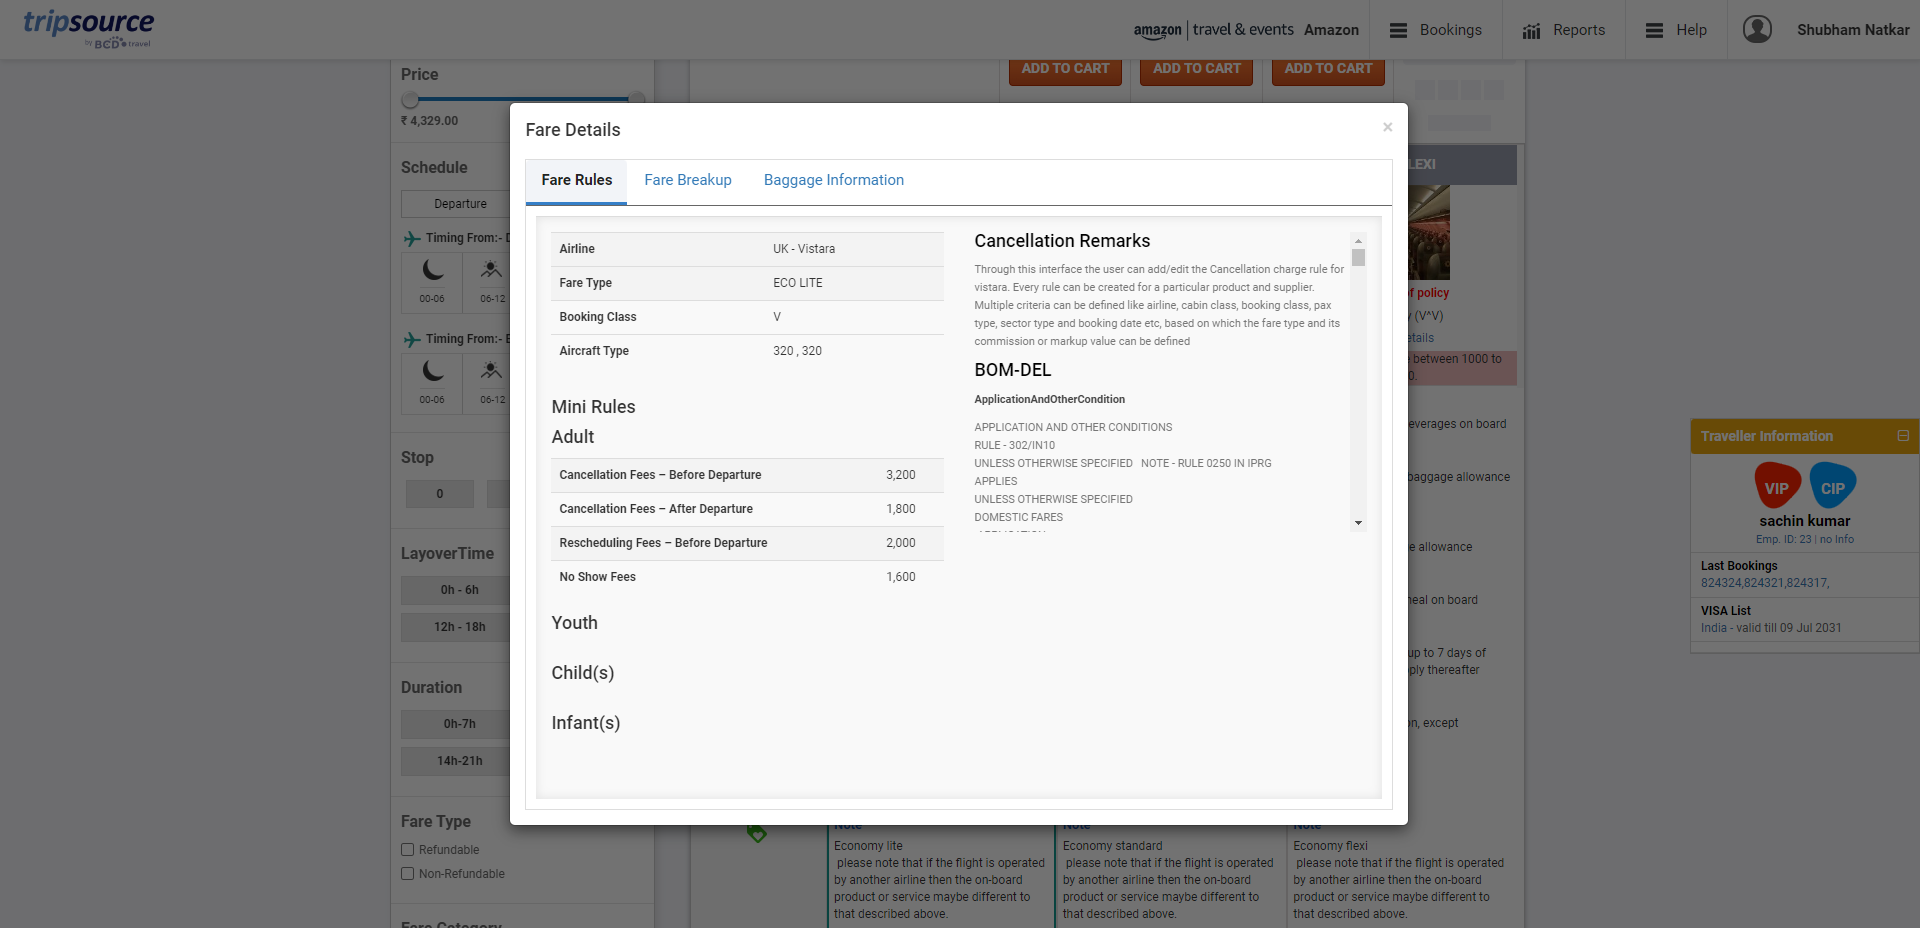 tripsource
by BCD travel
amazon | travel & events Amazon
Bookings
Reports
Help
Shubham Natkar
Price
₹ 4,329.00
Schedule
Departure
Timing From:- D
00-06
06-12
Timing From:- B
00-06
06-12
Stop
0
LayoverTime
0h - 6h
12h - 18h
Duration
0h-7h
14h-21h
Fare Type
Refundable
Non-Refundable
Fare Category
ADD TO CART
ADD TO CART
ADD TO CART
Fare Details
×
Fare Rules
Fare Breakup
Baggage Information
Airline UK - Vistara
Fare Type ECO LITE
Booking Class V
Aircraft Type 320 , 320
Mini Rules
Adult
Cancellation Fees – Before Departure 3,200
Cancellation Fees – After Departure 1,800
Rescheduling Fees – Before Departure 2,000
No Show Fees 1,600
Youth
Child(s)
Infant(s)
Cancellation Remarks
Through this interface the user can add/edit the Cancellation charge rule for
vistara. Every rule can be created for a particular product and supplier.
Multiple criteria can be defined like airline, cabin class, booking class, pax
type, sector type and booking date etc, based on which the fare type and its
commission or markup value can be defined
BOM-DEL
ApplicationAndOtherCondition
APPLICATION AND OTHER CONDITIONS
RULE - 302/IN10
UNLESS OTHERWISE SPECIFIED NOTE - RULE 0250 IN IPRG
APPLIES
UNLESS OTHERWISE SPECIFIED
DOMESTIC FARES
LEXI
of policy
(V^V)
etails
between 1000 to
0.
everages on board
baggage allowance
e allowance
neal on board
up to 7 days of
ply thereafter
on, except
Traveller Information
VIP
CIP
sachin kumar
Emp. ID: 23 | no Info
Last Bookings
824324,824321,824317,
VISA List
India - valid till 09 Jul 2031
Note
Economy lite
please note that if the flight is operated
by another airline then the on-board
product or service maybe different to
that described above.
Note
Economy standard
please note that if the flight is operated
by another airline then the on-board
product or service maybe different to
that described above.
Note
Economy flexi
please note that if the flight is operated
by another airline then the on-board
product or service maybe different to
that described above.